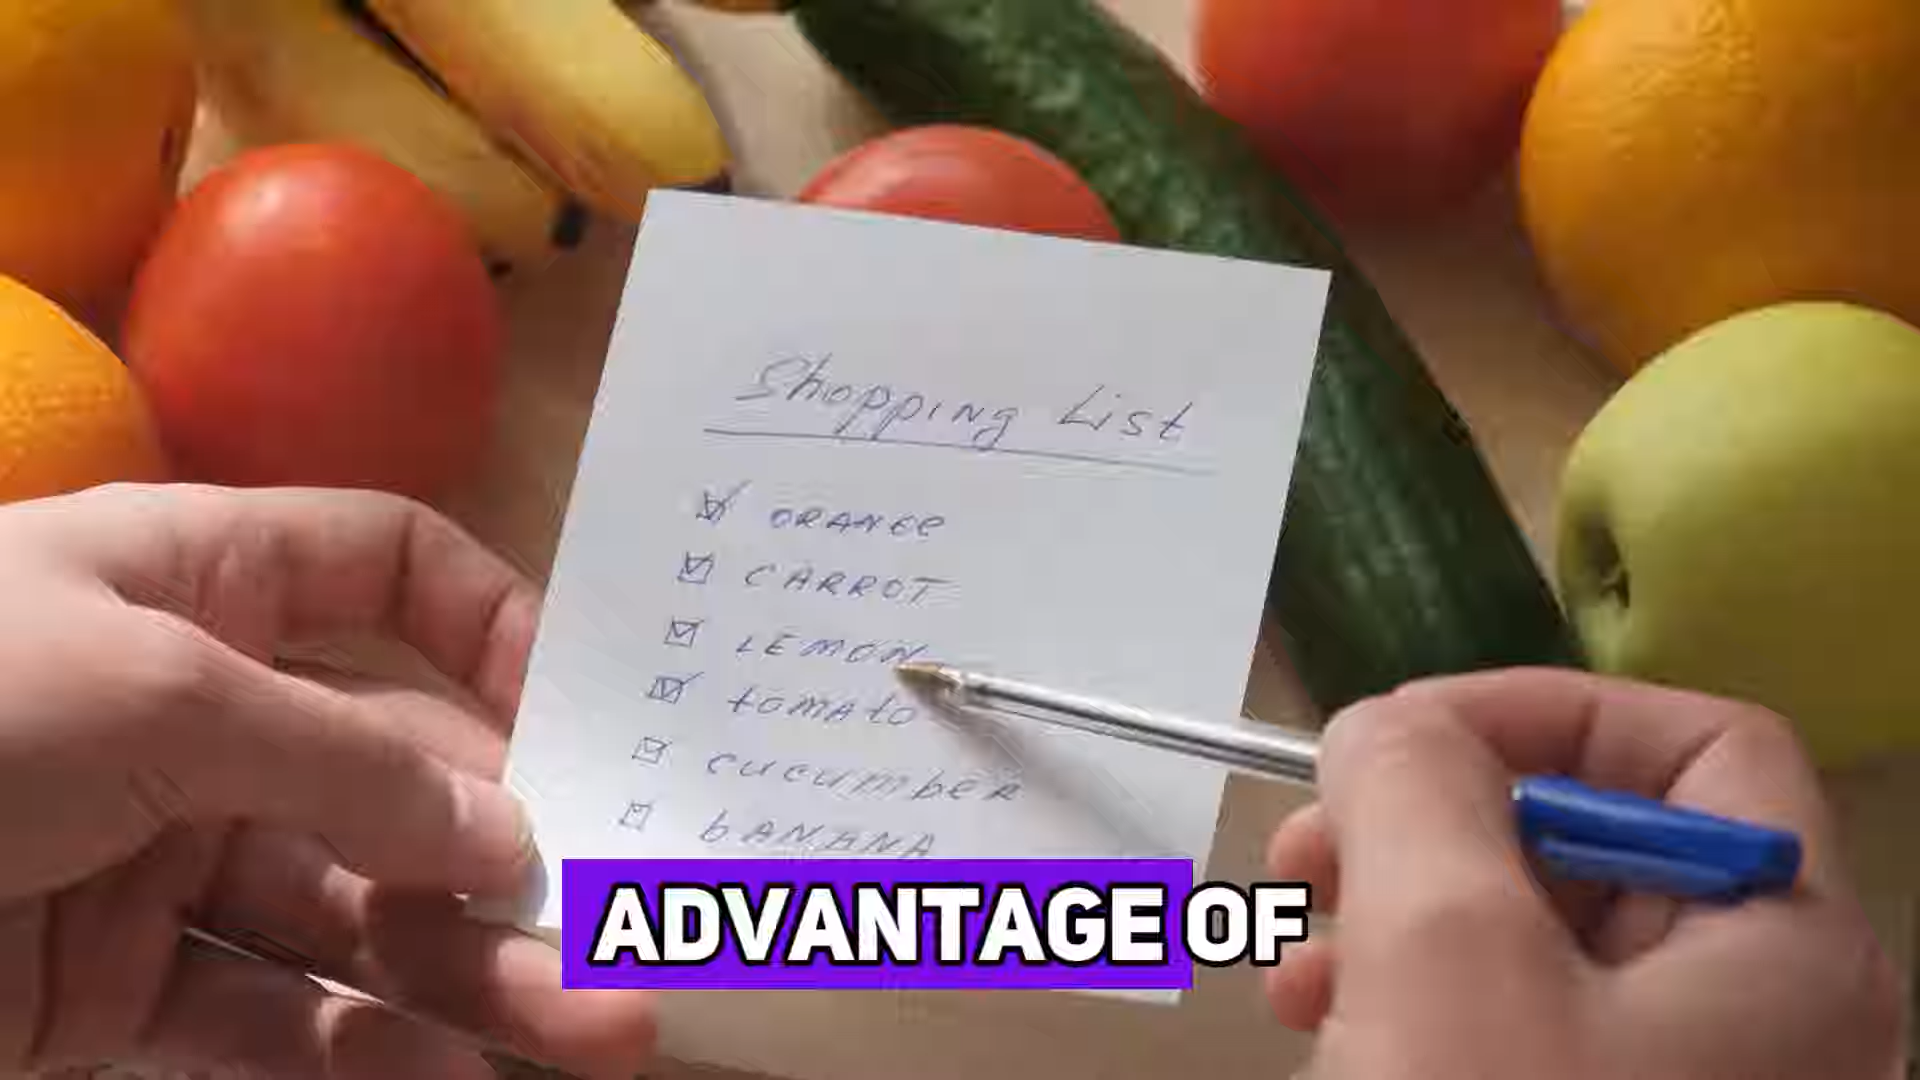 Shopping List
ORANGE
CARROT
LEMON
tomato
cucumbER
bANANA
ADVANTAGE OF